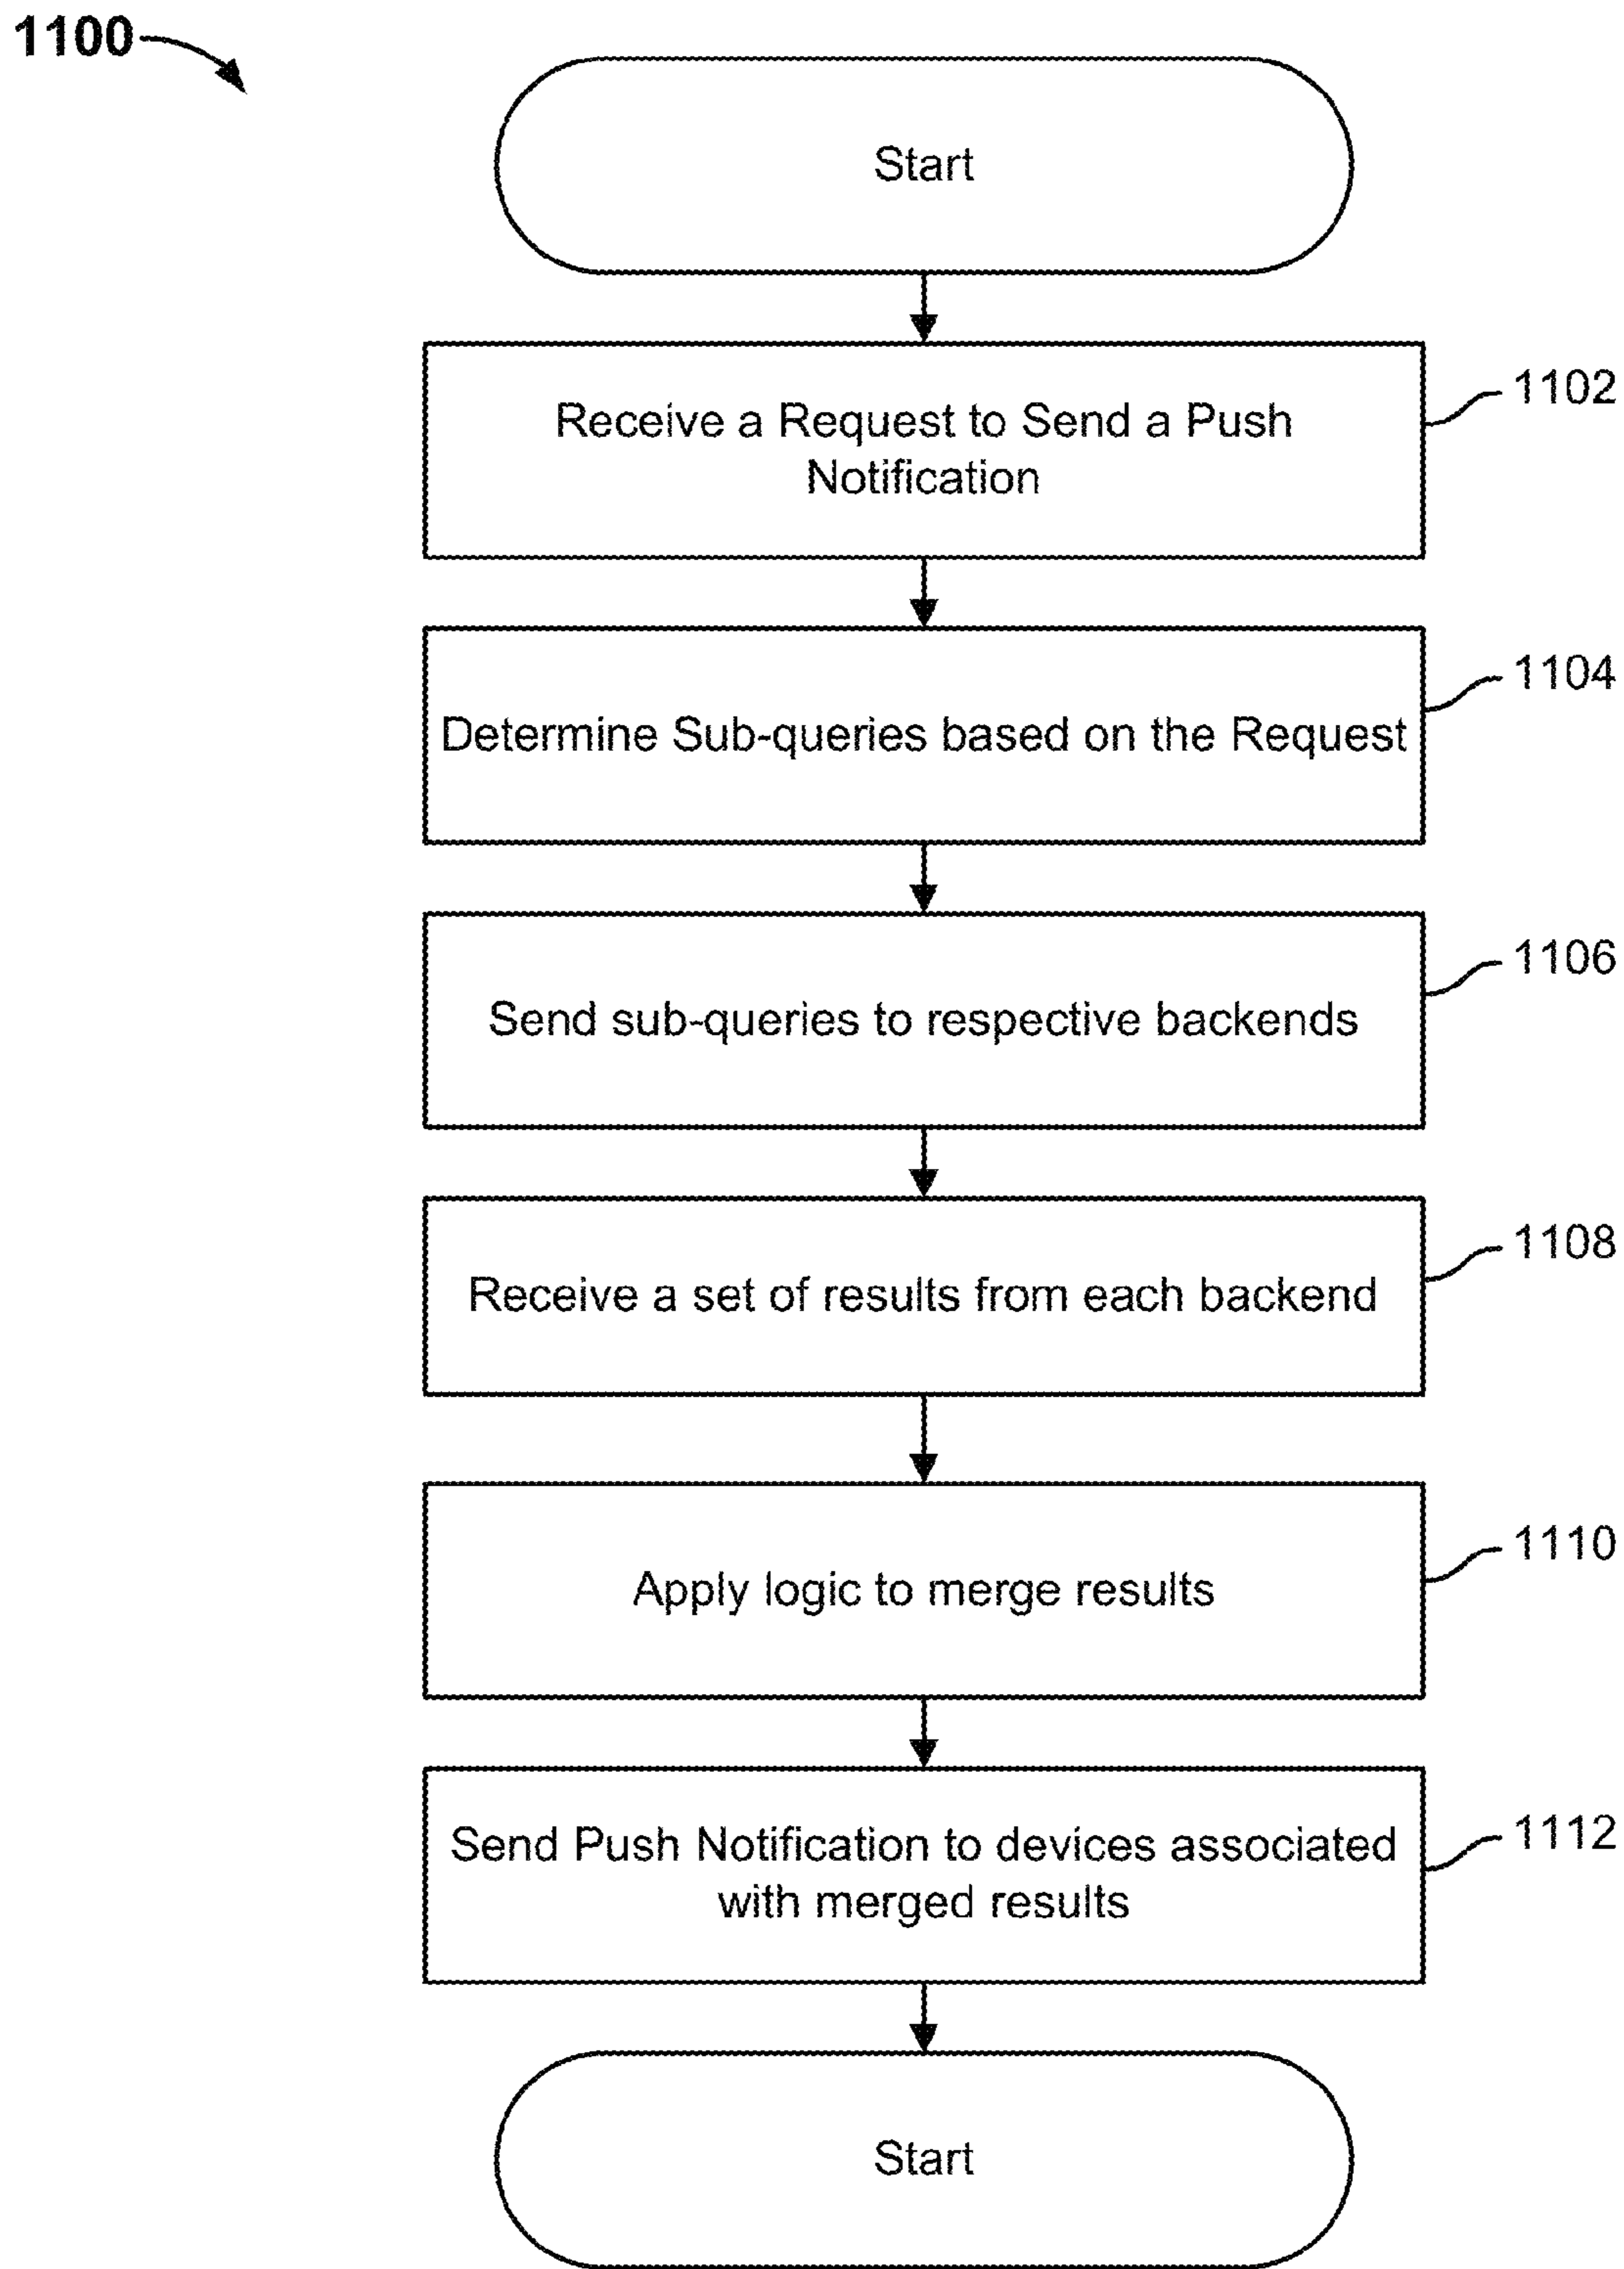 1100
Start
Receive a Request to Send a Push
Notification
1102
Determine Sub-queries based on the Request
1104
Send sub-queries to respective backends
1106
Receive a set of results from each backend
1108
Apply logic to merge results
1110
Send Push Notification to devices associated
with merged results
1112
Start